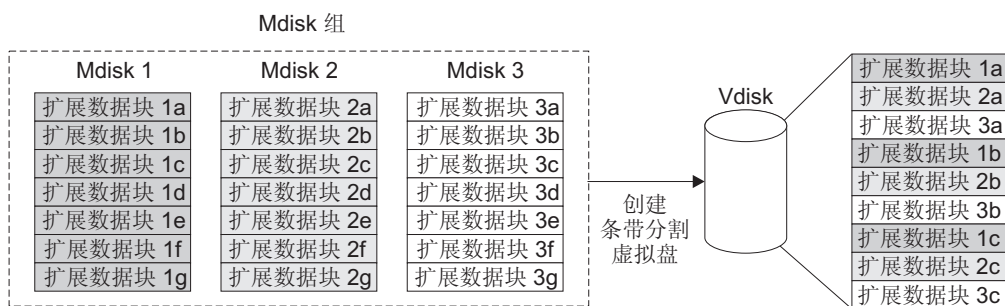 Mdisk 组
Mdisk 1
扩展数据块 1a
扩展数据块 1b
扩展数据块 1c
扩展数据块 1d
扩展数据块 1e
扩展数据块 1f
扩展数据块 1g
Mdisk 2
扩展数据块 2a
扩展数据块 2b
扩展数据块 2c
扩展数据块 2d
扩展数据块 2e
扩展数据块 2f
扩展数据块 2g
Mdisk 3
扩展数据块 3a
扩展数据块 3b
扩展数据块 3c
扩展数据块 3d
扩展数据块 3e
扩展数据块 3f
扩展数据块 3g
创建
条带分割
虚拟盘
Vdisk
扩展数据块 1a
扩展数据块 2a
扩展数据块 3a
扩展数据块 1b
扩展数据块 2b
扩展数据块 3b
扩展数据块 1c
扩展数据块 2c
扩展数据块 3c